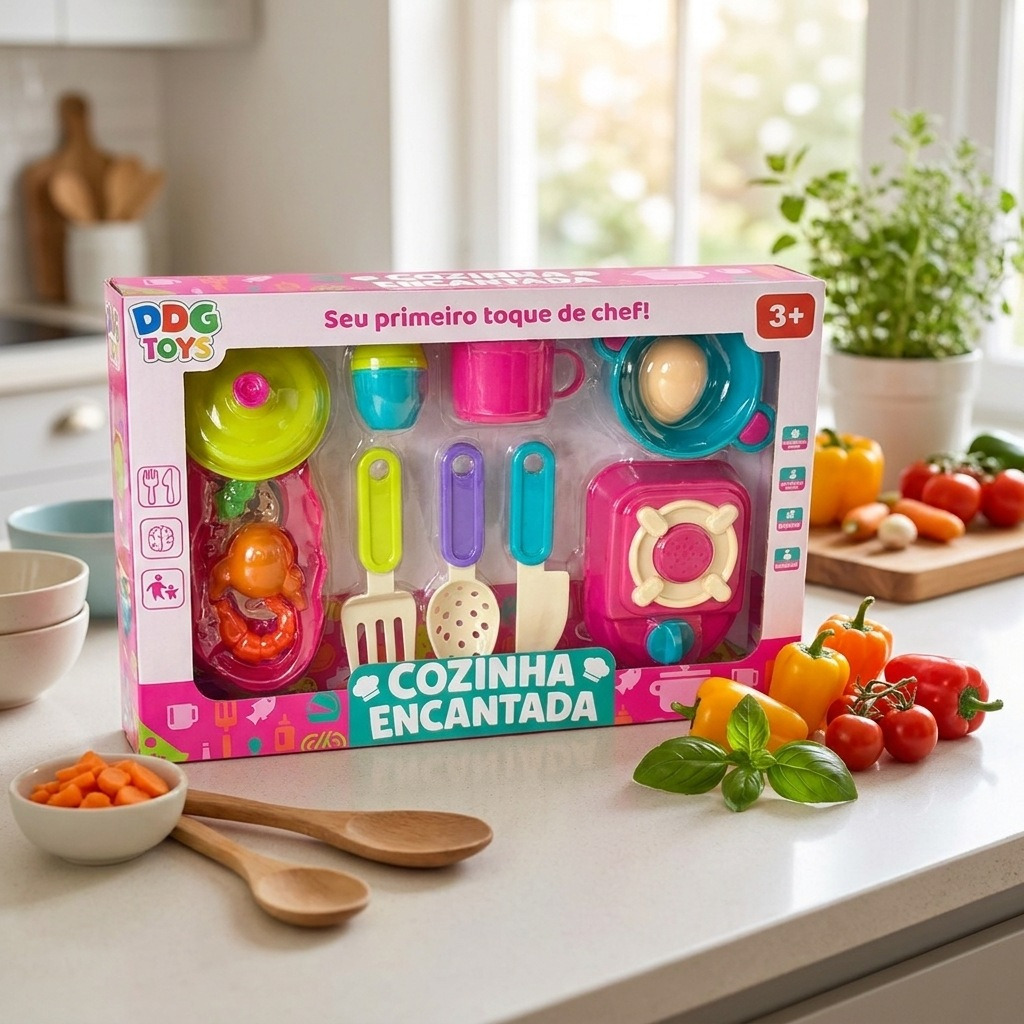 COZINHA
ENCANTADA
DDG
TOYS
Seu primeiro toque de chef!
3+
COZINHA
ENCANTADA